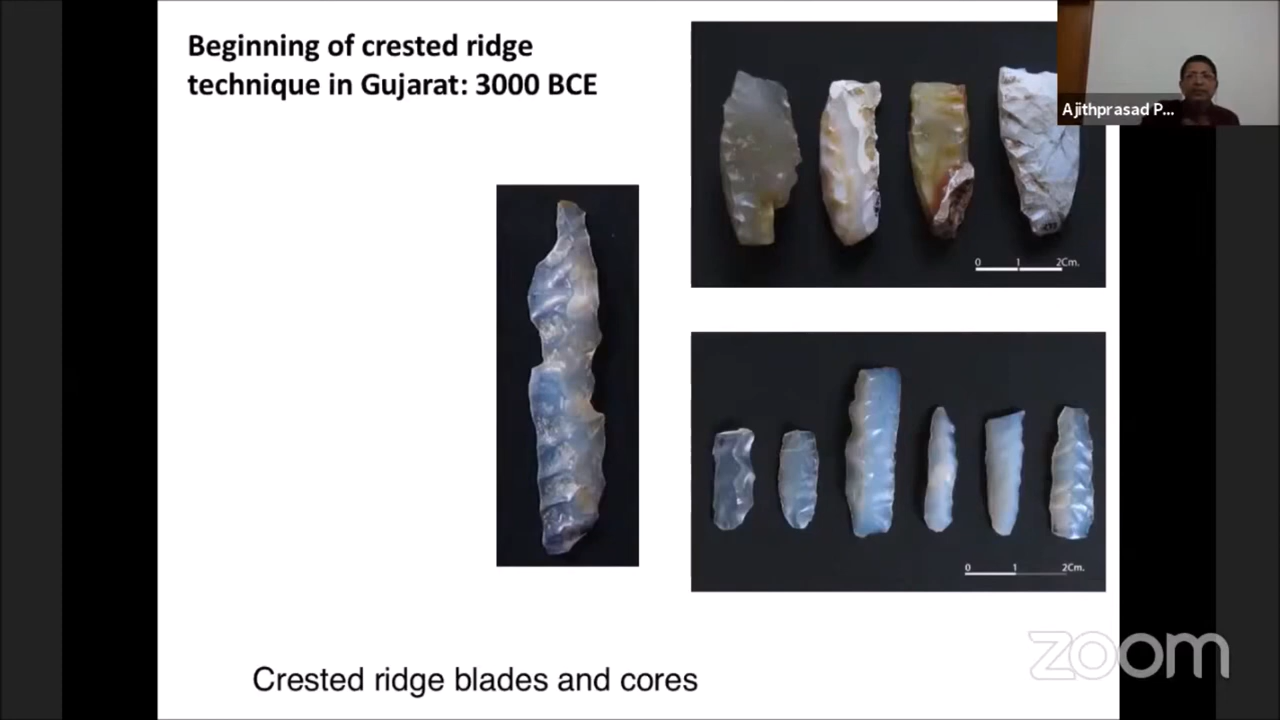 Beginning of crested ridge
technique in Gujarat: 3000 BCE
Ajithprasad P...
0 1 2Cm.
0 1 2Cm.
Crested ridge blades and cores
zoom